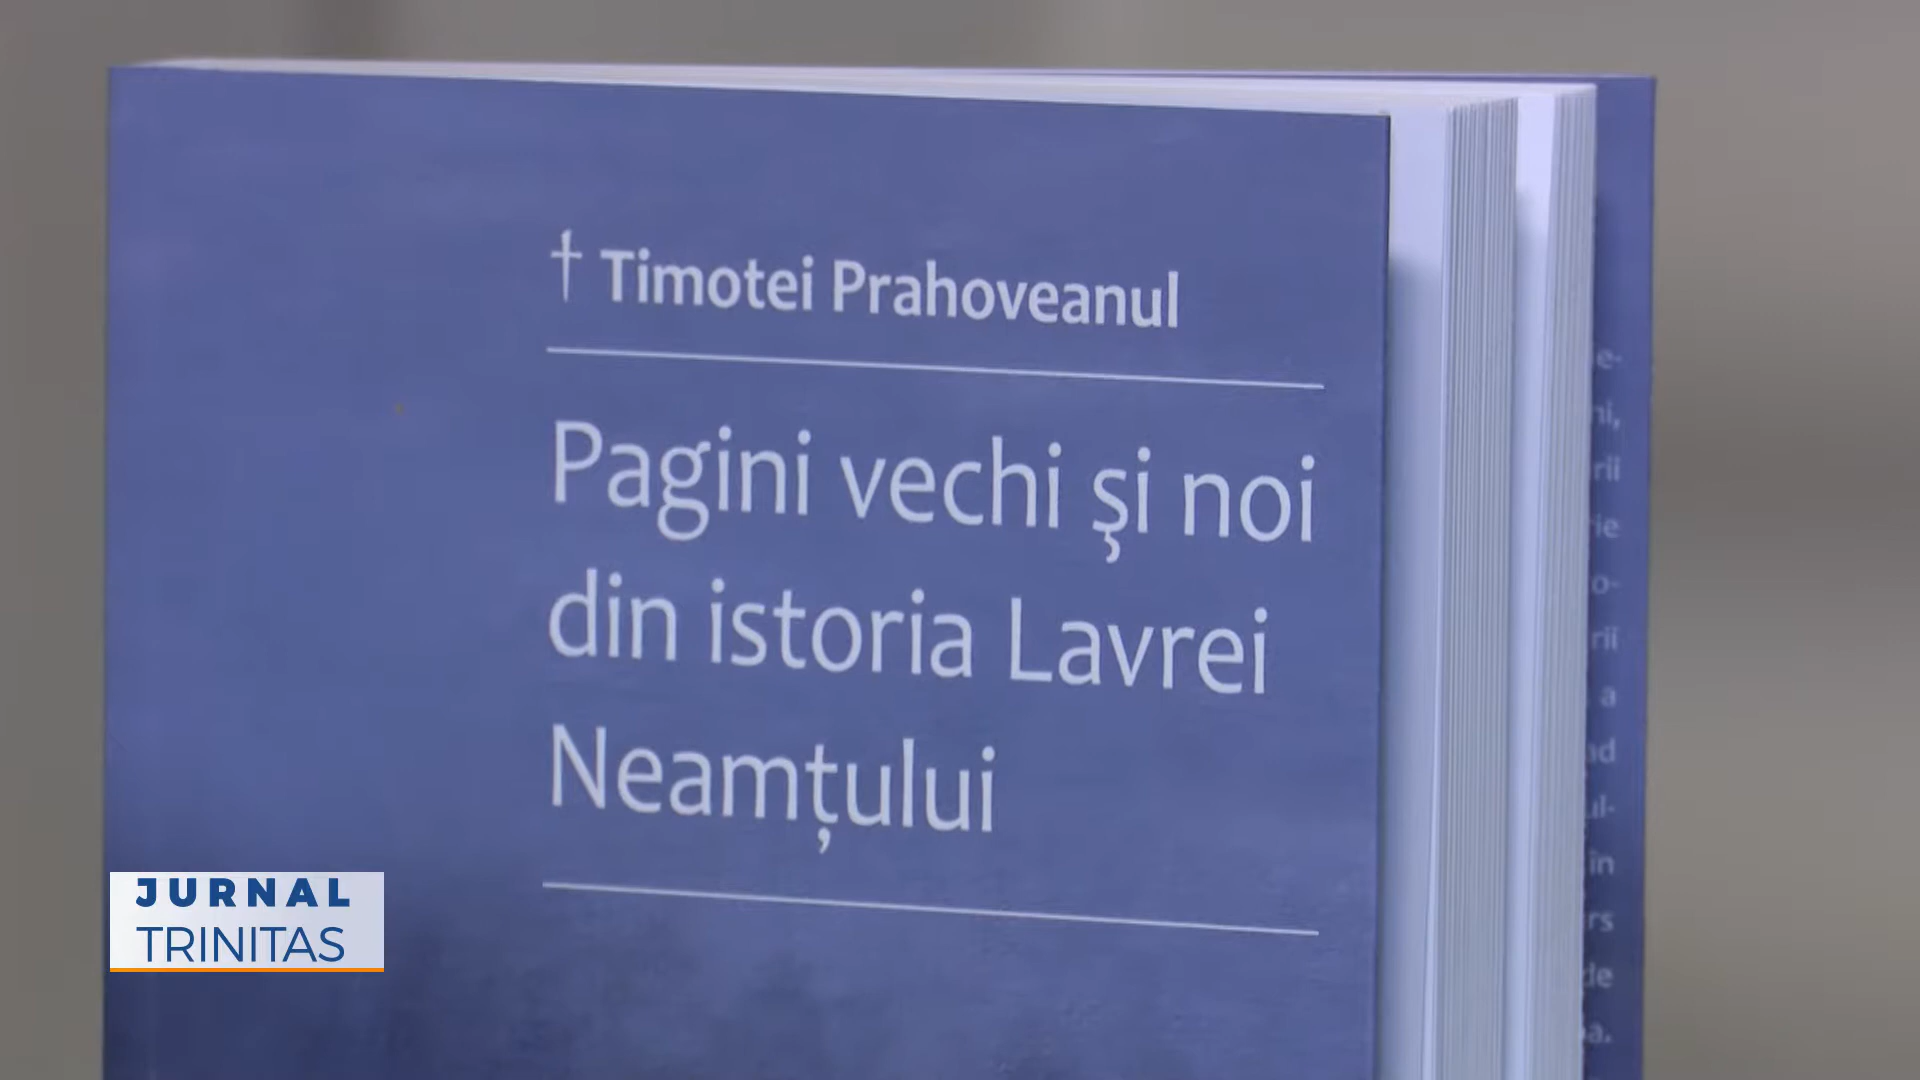 † Timotei Prahoveanul
Pagini vechi şi noi
din istoria Lavrei
Neamţului
JURNAL
TRINITAS